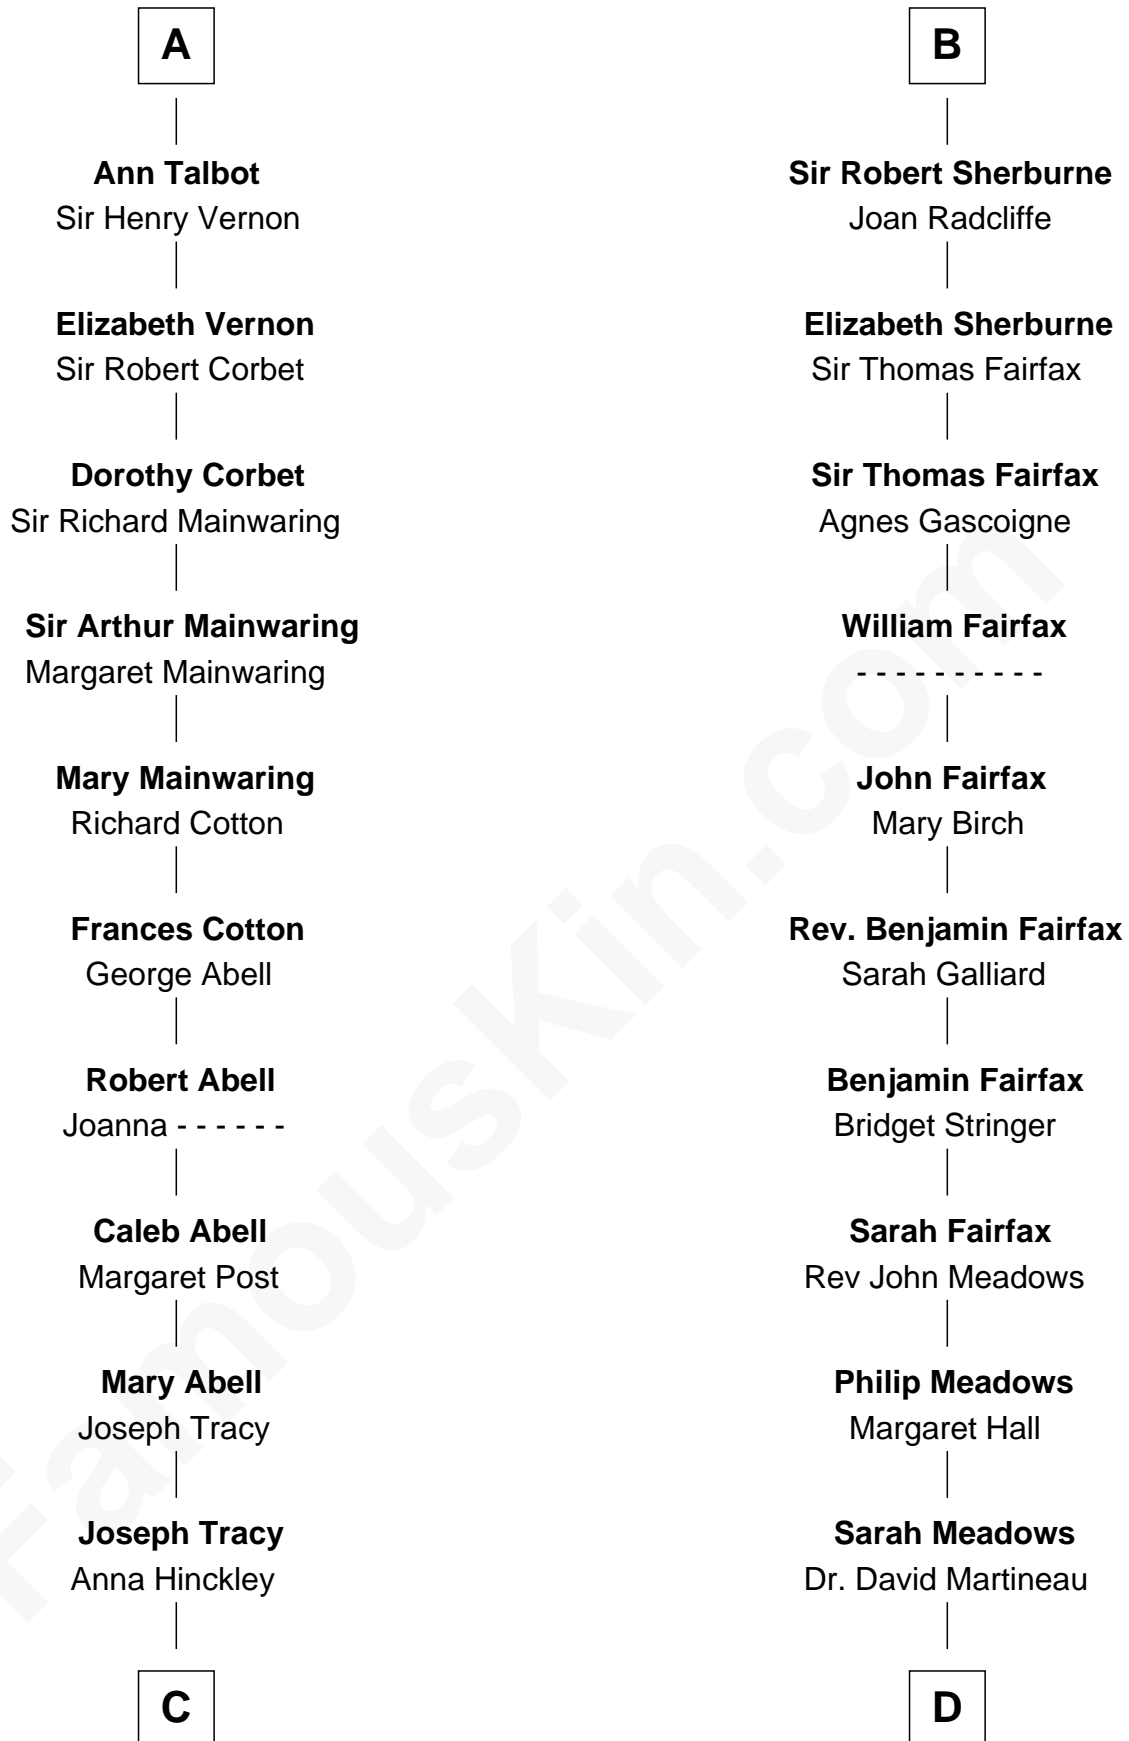 A
Ann Talbot
Sir Henry Vernon
Elizabeth Vernon
Sir Robert Corbet
Dorothy Corbet
Sir Richard Mainwaring
Sir Arthur Mainwaring
Margaret Mainwaring
Mary Mainwaring
Richard Cotton
Frances Cotton
George Abell
Robert Abell
Joanna - - - - - -
Caleb Abell
Margaret Post
Mary Abell
Joseph Tracy
Joseph Tracy
Anna Hinckley
C
B
Sir Robert Sherburne
Joan Radcliffe
Elizabeth Sherburne
Sir Thomas Fairfax
Sir Thomas Fairfax
Agnes Gascoigne
William Fairfax
- - - - - - - - - -
John Fairfax
Mary Birch
Rev. Benjamin Fairfax
Sarah Galliard
Benjamin Fairfax
Bridget Stringer
Sarah Fairfax
Rev John Meadows
Philip Meadows
Margaret Hall
Sarah Meadows
Dr. David Martineau
D
FamousKin.com